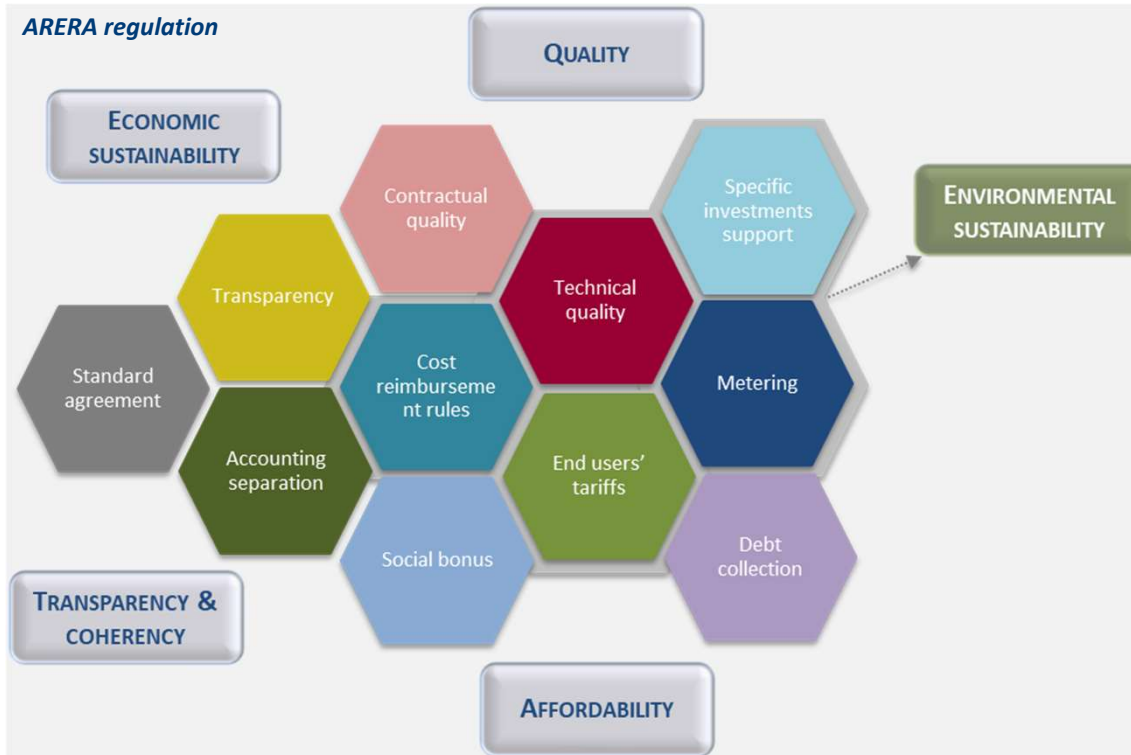 ARERA regulation
QUALITY
ECONOMIC
SUSTAINABILITY
Contractual
quality
Specific
investments
support
ENVIRONMENTAL
SUSTAINABILITY
Transparency
Technical
quality
Standard
agreement
Cost
reimburseme
nt rules
Metering
Accounting
separation
End users’
tariffs
Social bonus
Debt
collection
TRANSPARENCY &
COHERENCY
AFFORDABILITY